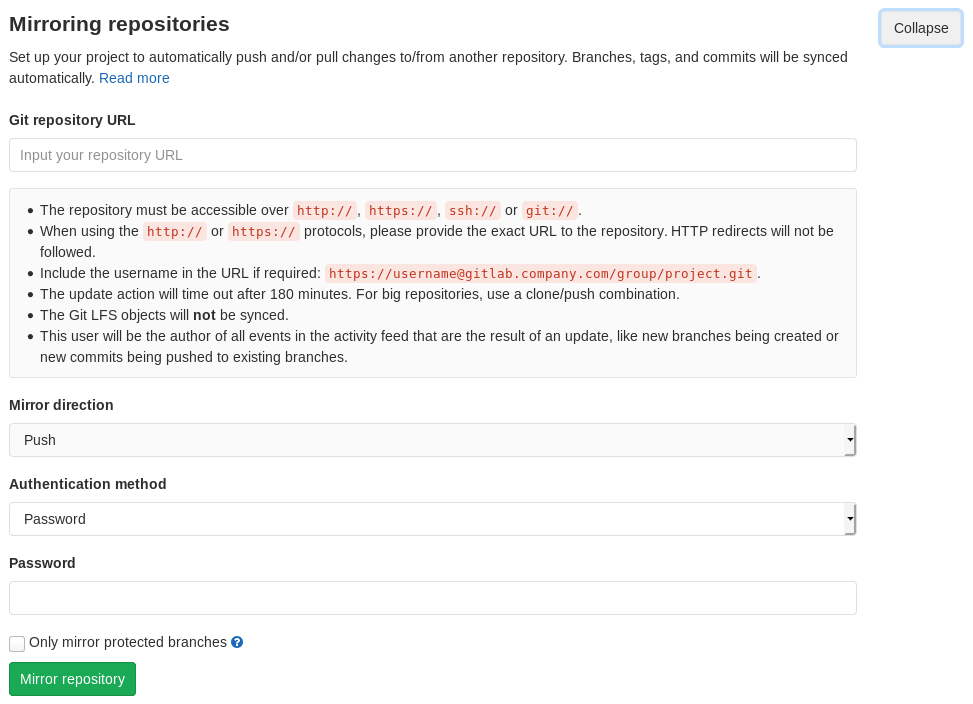 Mirroring repositories
Collapse
Set up your project to automatically push and/or pull changes to/from another repository. Branches, tags, and commits will be synced
automatically. Read more
Git repository URL
Input your repository URL
• The repository must be accessible over http://, https://, ssh:// or git://.
• When using the http:// or https:// protocols, please provide the exact URL to the repository. HTTP redirects will not be
followed.
• Include the username in the URL if required: https://username@gitlab.company.com/group/project.git.
• The update action will time out after 180 minutes. For big repositories, use a clone/push combination.
• The Git LFS objects will not be synced.
• This user will be the author of all events in the activity feed that are the result of an update, like new branches being created or
new commits being pushed to existing branches.
Mirror direction
Push
Authentication method
Password
Password
Only mirror protected branches ?
Mirror repository